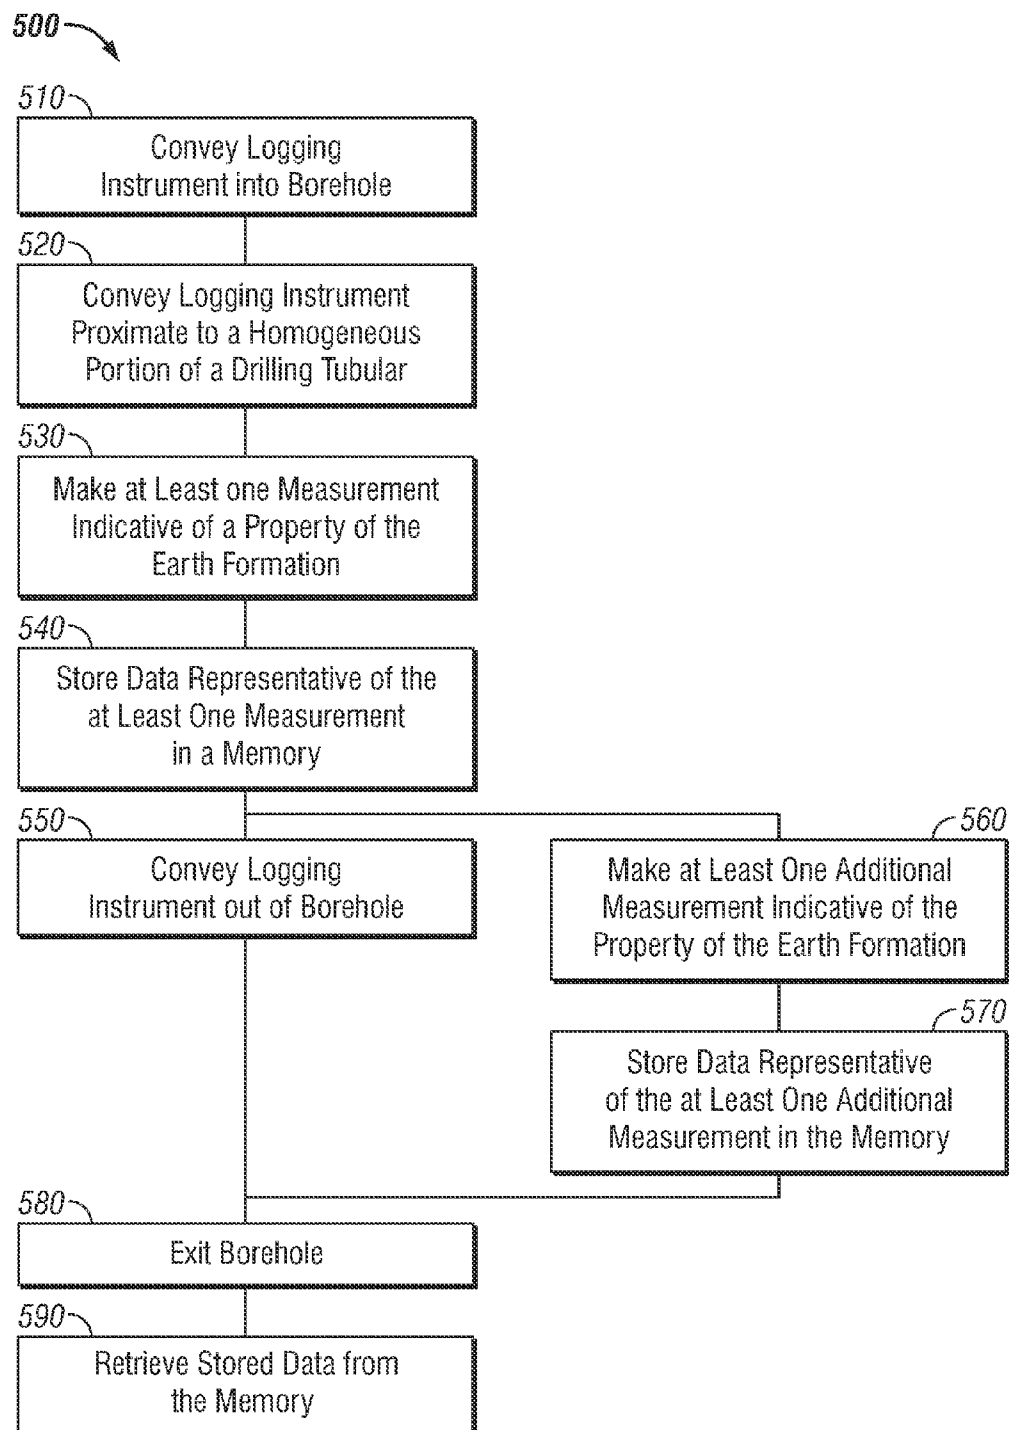 500
510
Convey Logging
Instrument into Borehole
520
Convey Logging Instrument
Proximate to a Homogeneous
Portion of a Drilling Tubular
530
Make at Least one Measurement
Indicative of a Property of the
Earth Formation
540
Store Data Representative of the
at Least One Measurement
in a Memory
550
Convey Logging
Instrument out of Borehole
560
Make at Least One Additional
Measurement Indicative of the
Property of the Earth Formation
570
Store Data Representative
of the at Least One Additional
Measurement in the Memory
580
Exit Borehole
590
Retrieve Stored Data from
the Memory